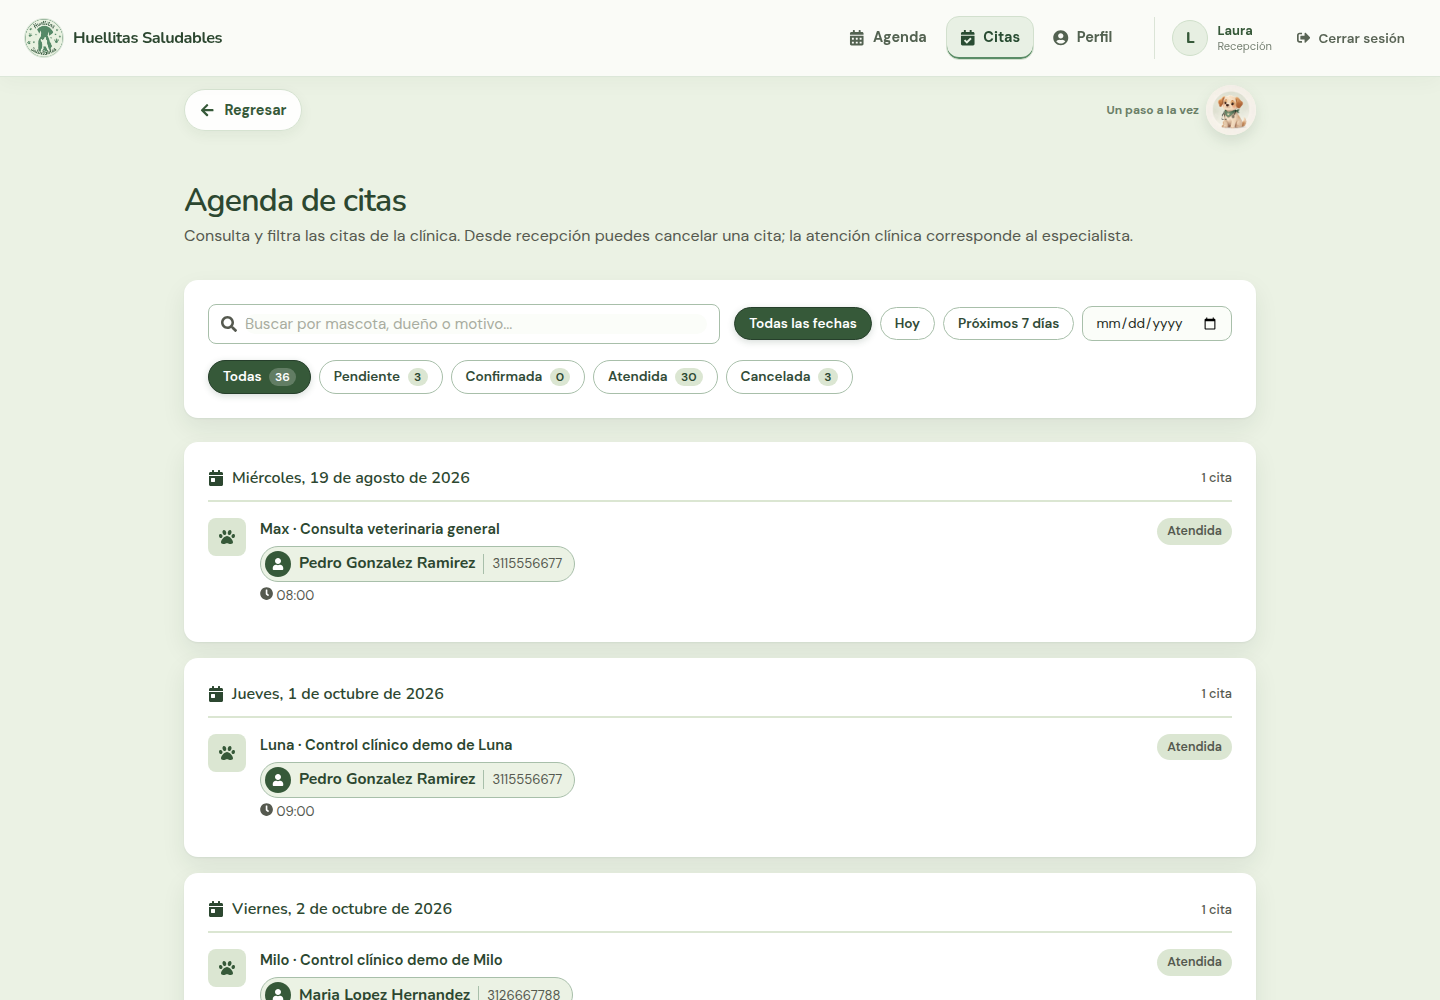 Huellitas Saludables
Agenda
Citas
Perfil
L
Laura
Recepción
Cerrar sesión
Regresar
Un paso a la vez
Agenda de citas
Consulta y filtra las citas de la clínica. Desde recepción puedes cancelar una cita; la atención clínica corresponde al especialista.
Buscar por mascota, dueño o motivo...
Todas las fechas
Hoy
Próximos 7 días
mm/dd/yyyy
Todas 36
Pendiente 3
Confirmada 0
Atendida 30
Cancelada 3
Miércoles, 19 de agosto de 2026
1 cita
Max · Consulta veterinaria general
Atendida
Pedro Gonzalez Ramirez
3115556677
08:00
Jueves, 1 de octubre de 2026
1 cita
Luna · Control clínico demo de Luna
Atendida
Pedro Gonzalez Ramirez
3115556677
09:00
Viernes, 2 de octubre de 2026
1 cita
Milo · Control clínico demo de Milo
Atendida
Maria Lopez Hernandez
3126667788